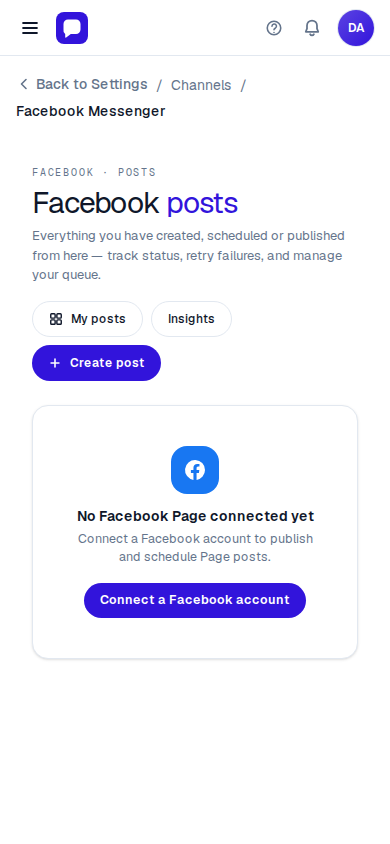 DA
Back to Settings / Channels /
Facebook Messenger
FACEBOOK · POSTS
Facebook posts
Everything you have created, scheduled or published
from here — track status, retry failures, and manage
your queue.
My posts
Insights
Create post
No Facebook Page connected yet
Connect a Facebook account to publish
and schedule Page posts.
Connect a Facebook account